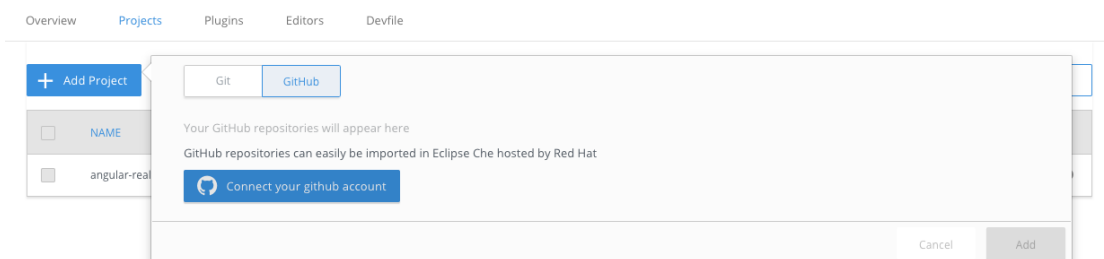 Overview Projects Plugins Editors Devfile
Add Project
Git GitHub
NAME
Your GitHub repositories will appear here
GitHub repositories can easily be imported in Eclipse Che hosted by Red Hat
angular-real
Connect your github account
Cancel Add